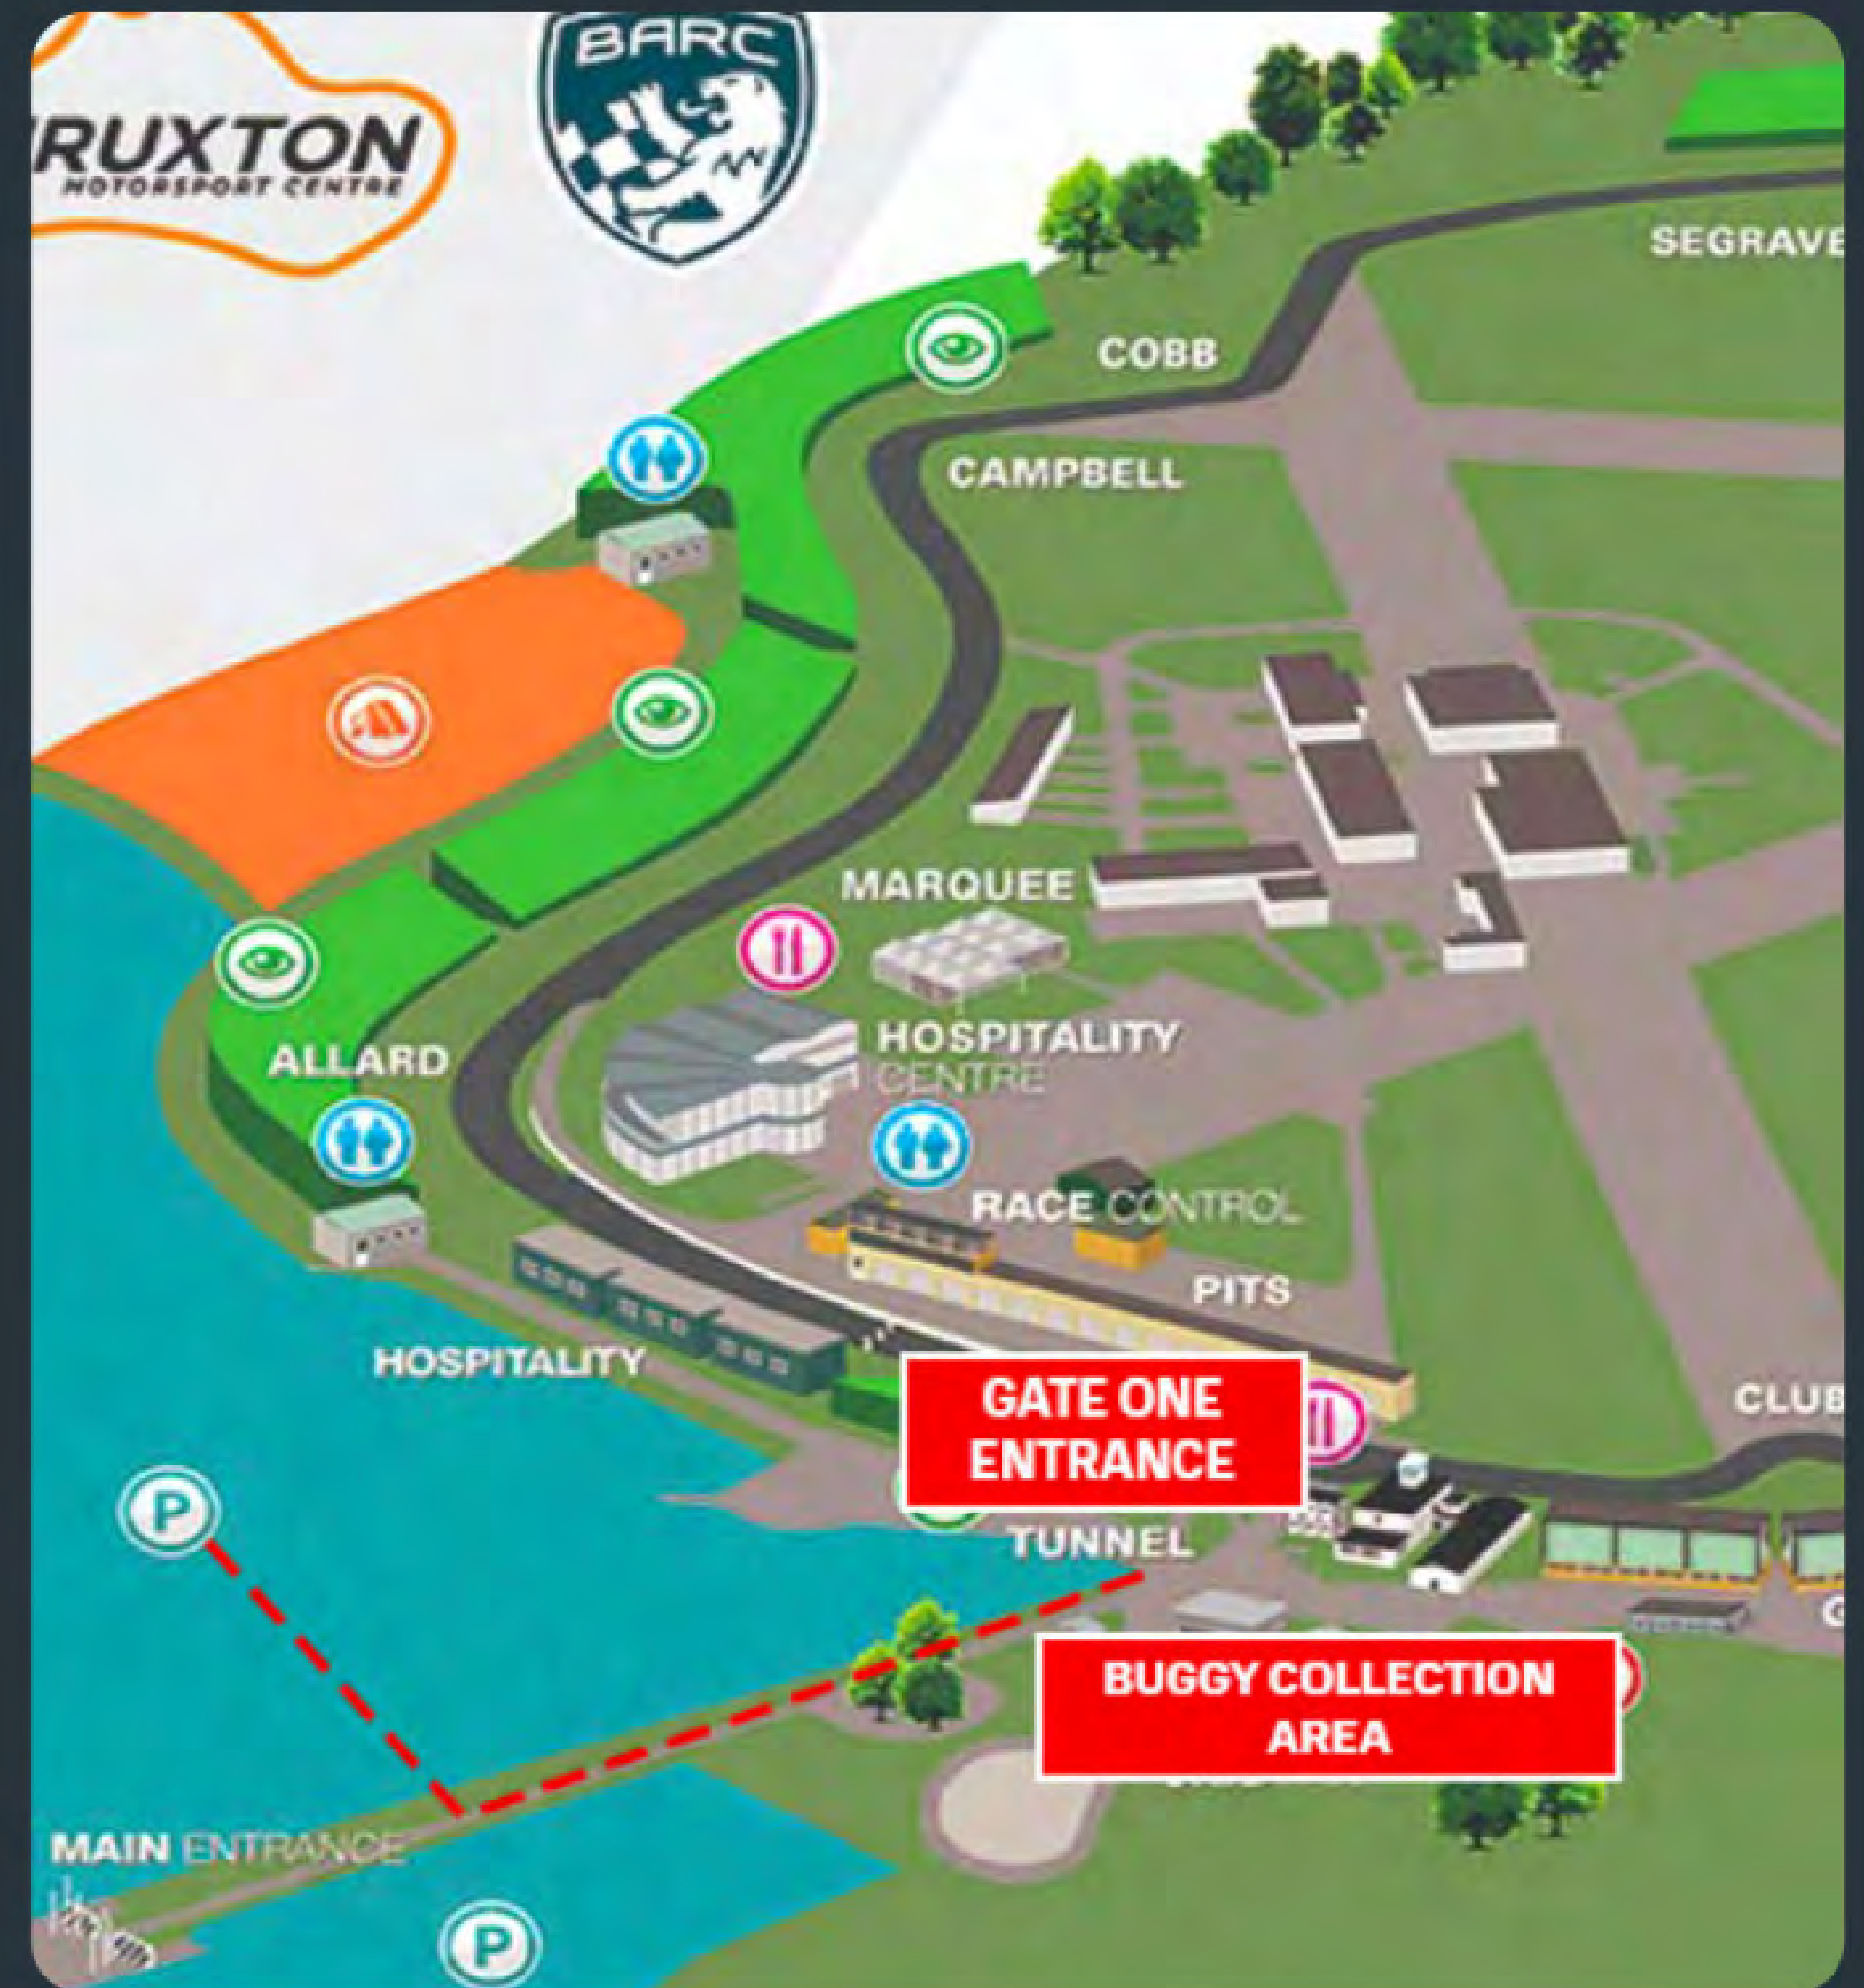 BARC
RUXTON
MOTORSPORT CENTRE
SEGRAVE
COBB
CAMPBELL
MARQUEE
HOSPITALITY
CENTRE
ALLARD
RACE CONTROL
PITS
HOSPITALITY
GATE ONE
ENTRANCE
CLUB
TUNNEL
P
BUGGY COLLECTION
AREA
MAIN ENTRANCE
P